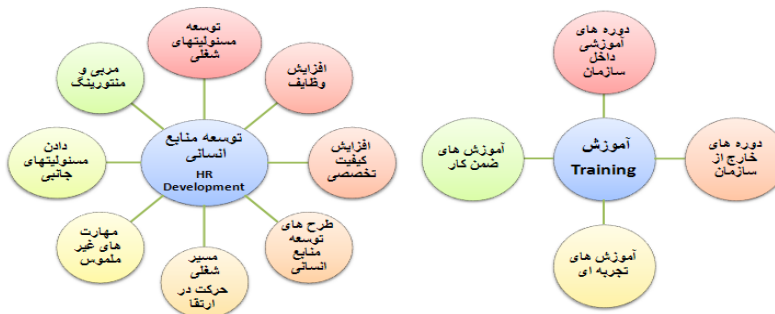 توسعه
مسئولیتهای
شغلی
افزایش
وظایف
افزایش
کیفیت
تخصصی
طرح های
توسعه
منابع
انسانی
مسیر
شغلی
حرکت در
ارتقا
مهارت
های غیر
ملموس
دادن
مسئولیتهای
جانبی
مربی و
منتورینگ
توسعه منابع
انسانی
HR
Development
دوره های
آموزشی
داخل
سازمان
دوره های
خارج از
سازمان
آموزش های
تجربه ای
آموزش های
ضمن کار
آموزش
Training